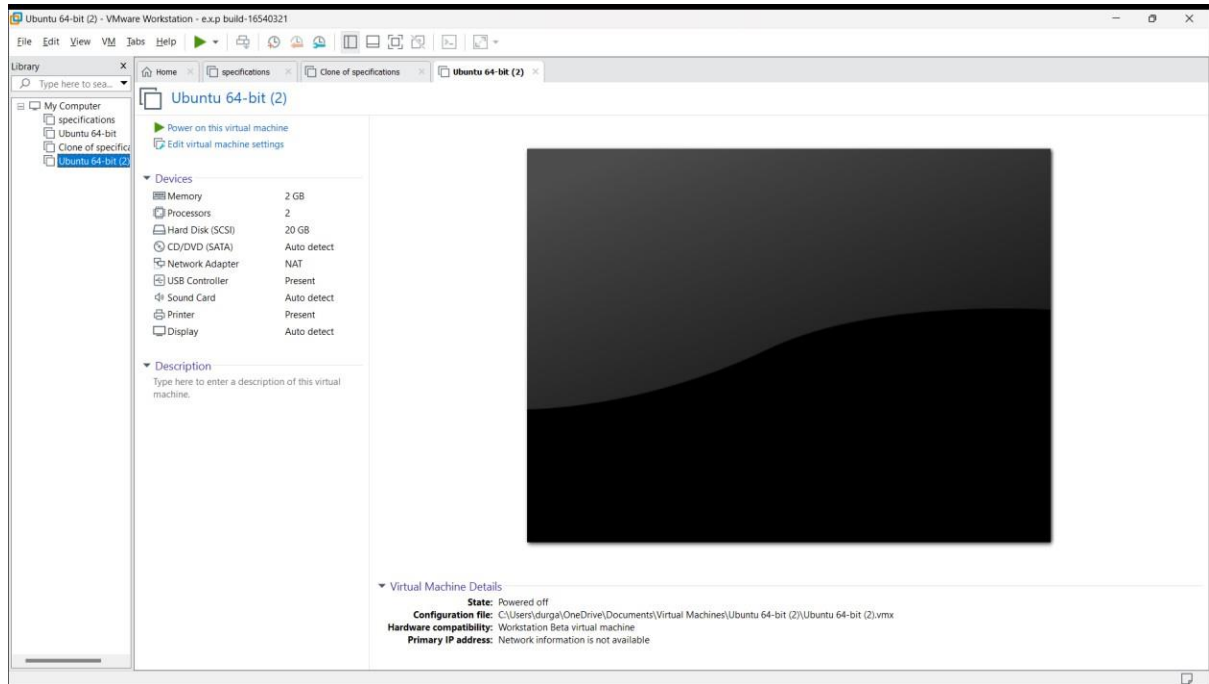 Ubuntu 64-bit (2) - VMware Workstation - e.x.p build-16540321
File Edit View VM Tabs Help
Library X
Type here to sea...
My Computer
specifications
Ubuntu 64-bit
Clone of specifica
Ubuntu 64-bit (2)
Home specifications Clone of specifications Ubuntu 64-bit (2)
Ubuntu 64-bit (2)
Power on this virtual machine
Edit virtual machine settings
Devices
Memory 2 GB
Processors 2
Hard Disk (SCSI) 20 GB
CD/DVD (SATA) Auto detect
Network Adapter NAT
USB Controller Present
Sound Card Auto detect
Printer Present
Display Auto detect
Description
Type here to enter a description of this virtual
machine.
Virtual Machine Details
State: Powered off
Configuration file: C:\Users\durga\OneDrive\Documents\Virtual Machines\Ubuntu 64-bit (2)\Ubuntu 64-bit (2).vmx
Hardware compatibility: Workstation Beta virtual machine
Primary IP address: Network information is not available